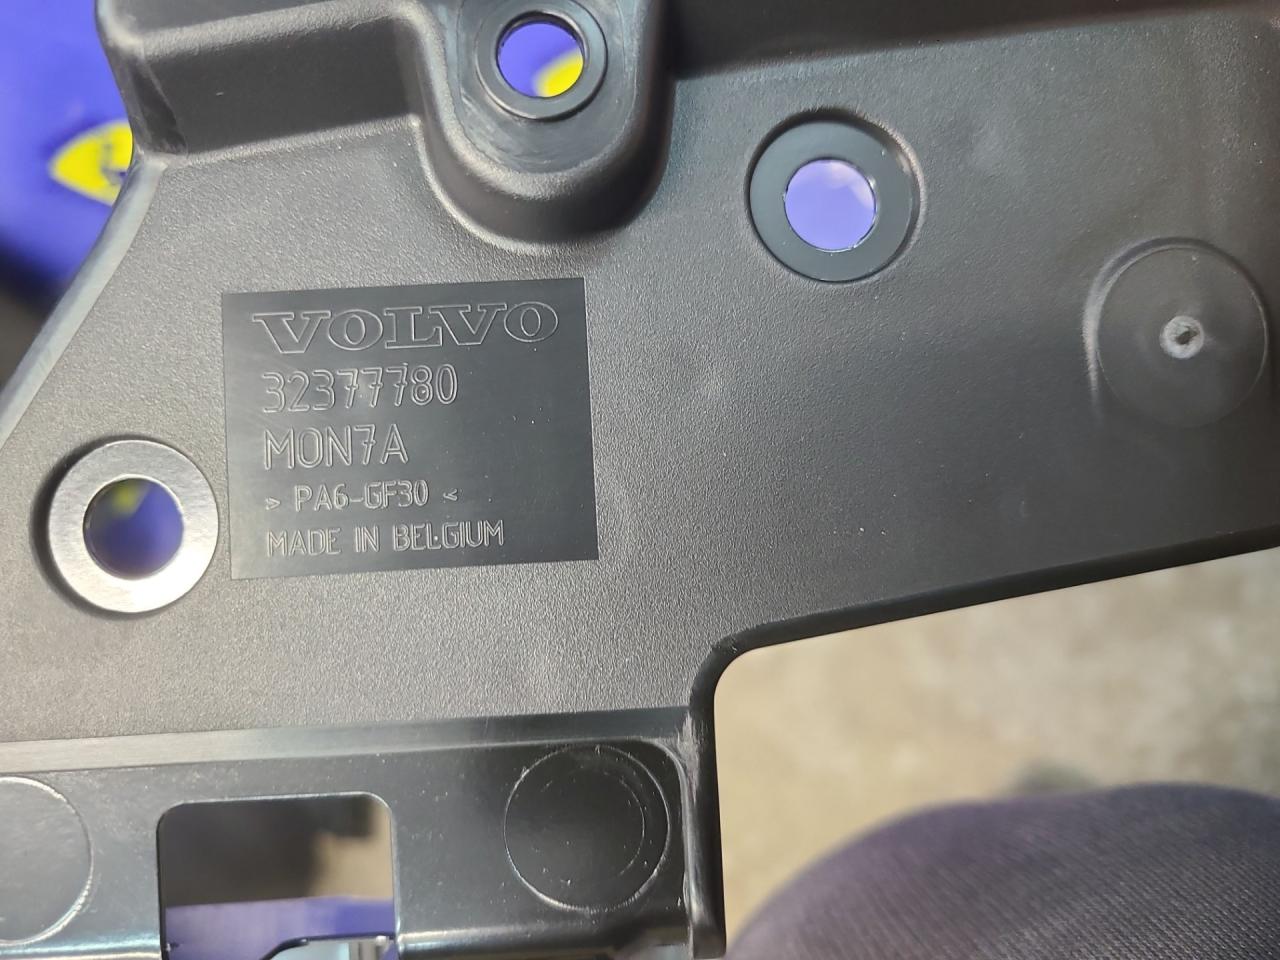 VOLVO
32377780
MON7A
> PA6-GF30 <
MADE IN BELGIUM